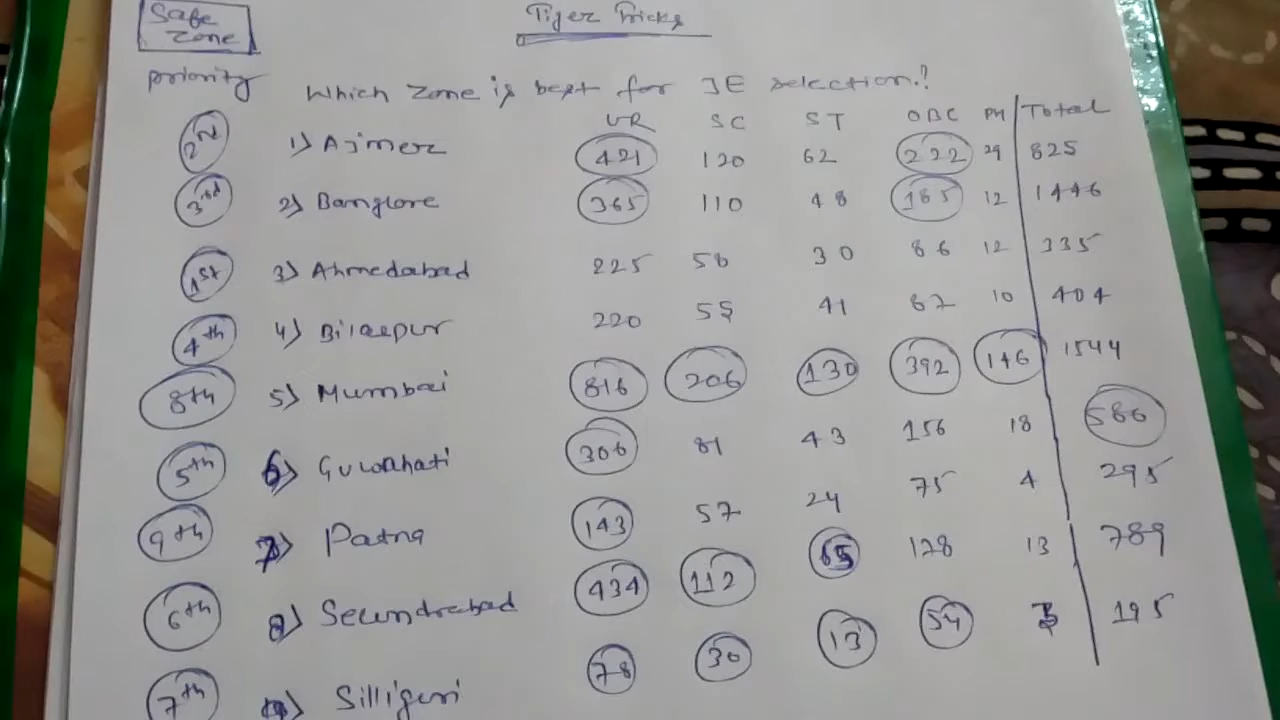 Safe Zone
Tiger Tricks
priority
Which Zone is best for JE selection.?
UR SC ST OBC PH Total
2nd 1) Ajmer 421 120 62 222 29 825
3rd 2) Banglore 365 110 48 185 12 1446
1st 3) Ahmedabad 225 58 30 86 12 335
4th 4) Bilaspur 220 55 41 87 10 404
8th 5) Mumbai 816 206 130 392 146 1544
5th 6) Guwahati 306 81 43 156 18 586
9th 7) Patna 143 57 24 75 4 295
6th 8) Secundrabad 434 112 65 128 13 789
7th 9) Silliguri 78 30 13 54 195